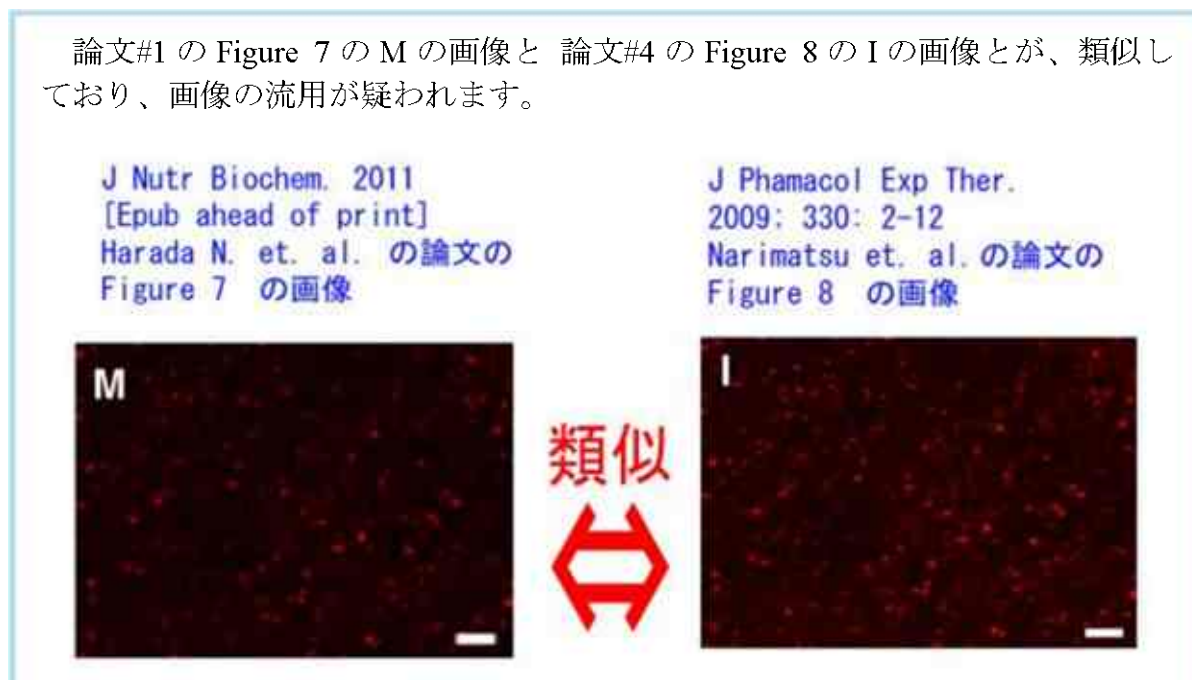 論文#1 の Figure 7 の M の画像と 論文#4 の Figure 8 の I の画像とが、類似し
ており、画像の流用が疑われます。
J Nutr Biochem. 2011
[Epub ahead of print]
Harada N. et. al. の論文の
Figure 7 の画像
J Phamacol Exp Ther.
2009; 330: 2-12
Narimatsu et. al. の論文の
Figure 8 の画像
M
類似
I